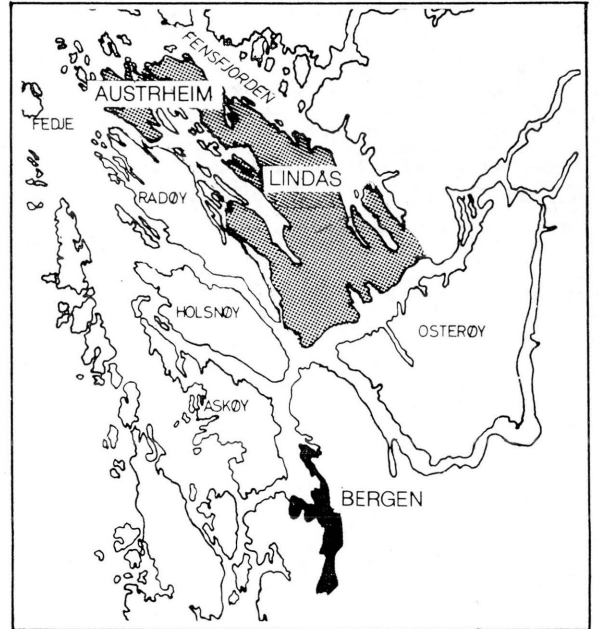 FENSFJORDEN
AUSTRHEIM
FEDJE
LINDAS
RADØY
HOLSNØY
OSTERØY
ASKØY
BERGEN